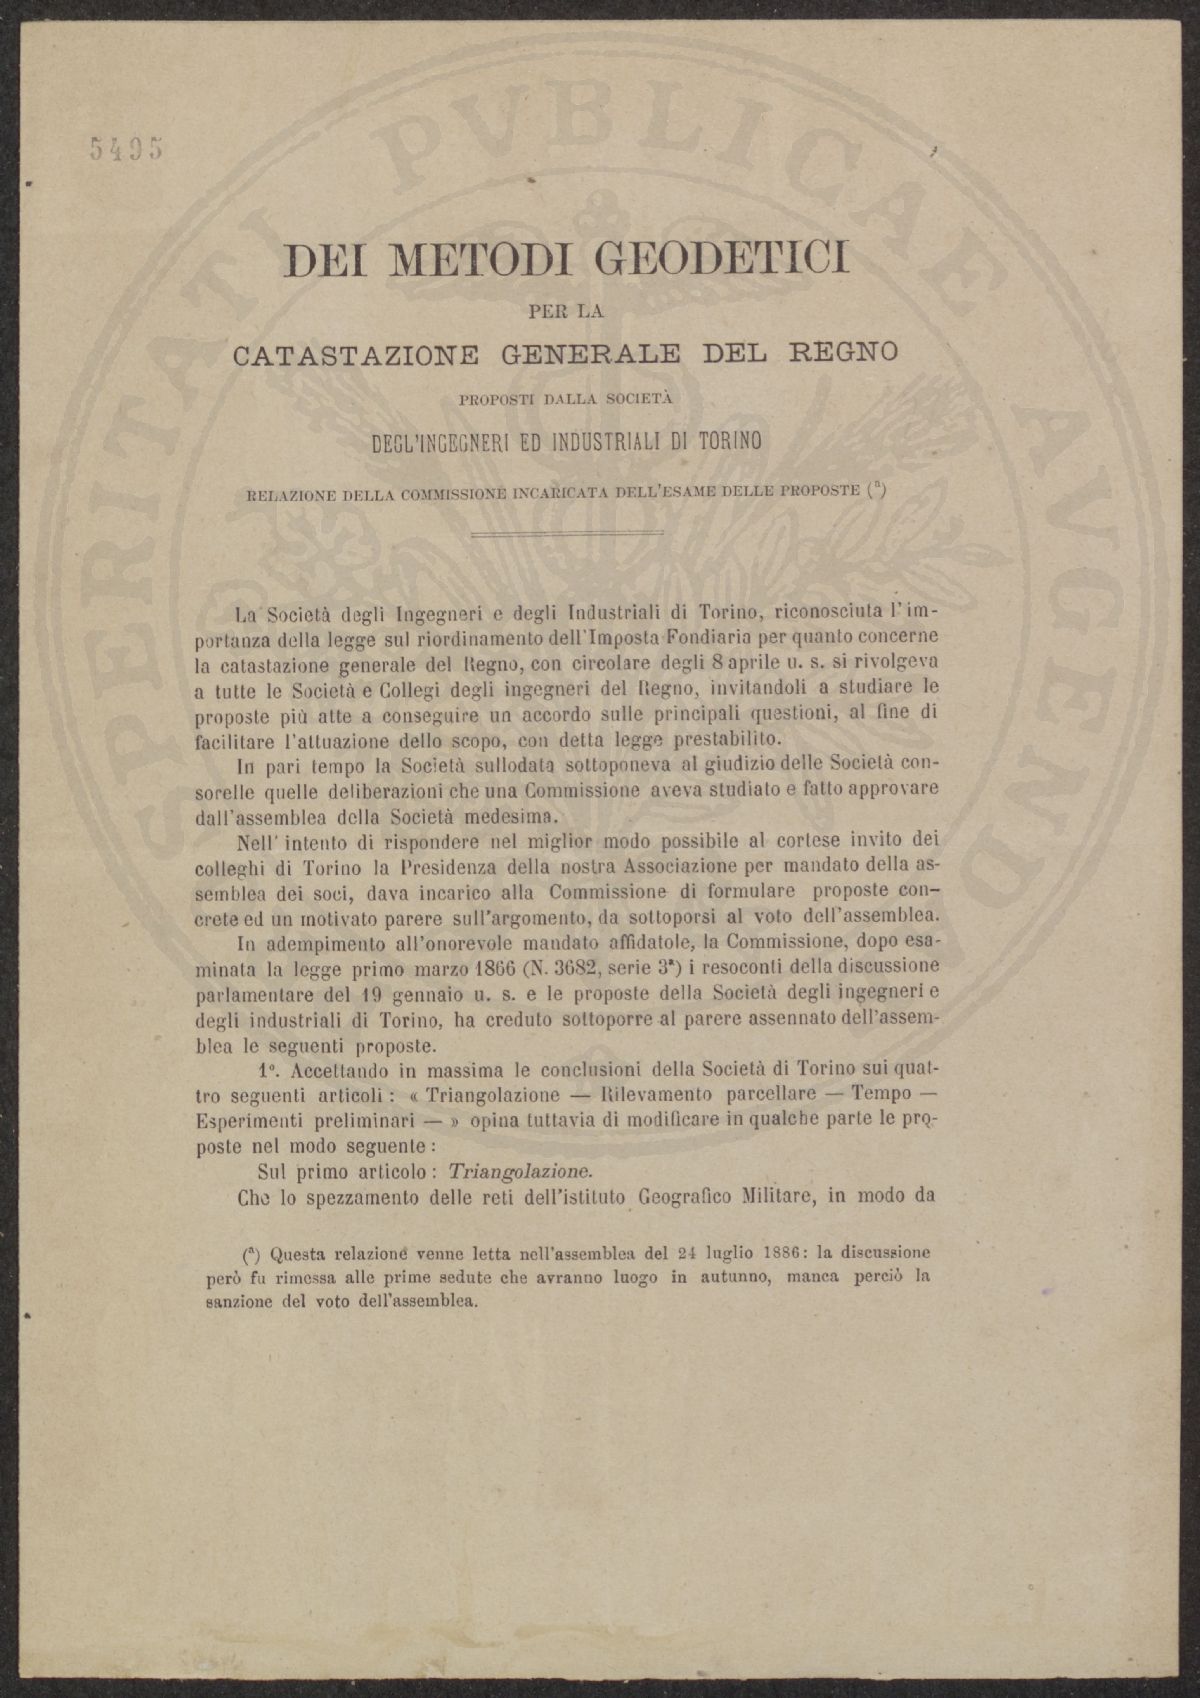 5495
DEI METODI GEODETICI
PER LA
CATASTAZIONE GENERALE DEL REGNO
PROPOSTI DALLA SOCIETÀ
DEGL'INGEGNERI ED INDUSTRIALI DI TORINO
RELAZIONE DELLA COMMISSIONE INCARICATA DELL'ESAME DELLE PROPOSTE (ª)
La Società degli Ingegneri e degli Industriali di Torino, riconosciuta l'im-
portanza della legge sul riordinamento dell'Imposta Fondiaria per quanto concerne
la catastazione generale del Regno, con circolare degli 8 aprile u. s. si rivolgeva
a tutte le Società e Collegi degli ingegneri del Regno, invitandoli a studiare le
proposte più atte a conseguire un accordo sulle principali questioni, al fine di
facilitare l'attuazione dello scopo, con detta legge prestabilito.
In pari tempo la Società sullodata sottoponeva al giudizio delle Società con-
sorelle quelle deliberazioni che una Commissione aveva studiato e fatto approvare
dall'assemblea della Società medesima.
Nell' intento di rispondere nel miglior modo possibile al cortese invito dei
colleghi di Torino la Presidenza della nostra Associazione per mandato della as-
semblea dei soci, dava incarico alla Commissione di formulare proposte con-
crete ed un motivato parere sull'argomento, da sottoporsi al voto dell'assemblea.
In adempimento all'onorevole mandato affidatole, la Commissione, dopo esa-
minata la legge primo marzo 1866 (N. 3682, serie 3ª) i resoconti della discussione
parlamentare del 19 gennaio u. s. e le proposte della Società degli ingegneri e
degli industriali di Torino, ha creduto sottoporre al parere assennato dell'assem-
blea le seguenti proposte.
1º. Accettando in massima le conclusioni della Società di Torino sui quat-
tro seguenti articoli : « Triangolazione — Rilevamento parcellare — Tempo —
Esperimenti preliminari — » opina tuttavia di modificare in qualche parte le pro-
poste nel modo seguente :
Sul primo articolo : Triangolazione.
Che lo spezzamento delle reti dell'istituto Geografico Militare, in modo da
(ª) Questa relazione venne letta nell'assemblea del 24 luglio 1886: la discussione
però fu rimessa alle prime sedute che avranno luogo in autunno, manca perciò la
sanzione del voto dell'assemblea.
SPERITATI PVBLICAE AVGENDO